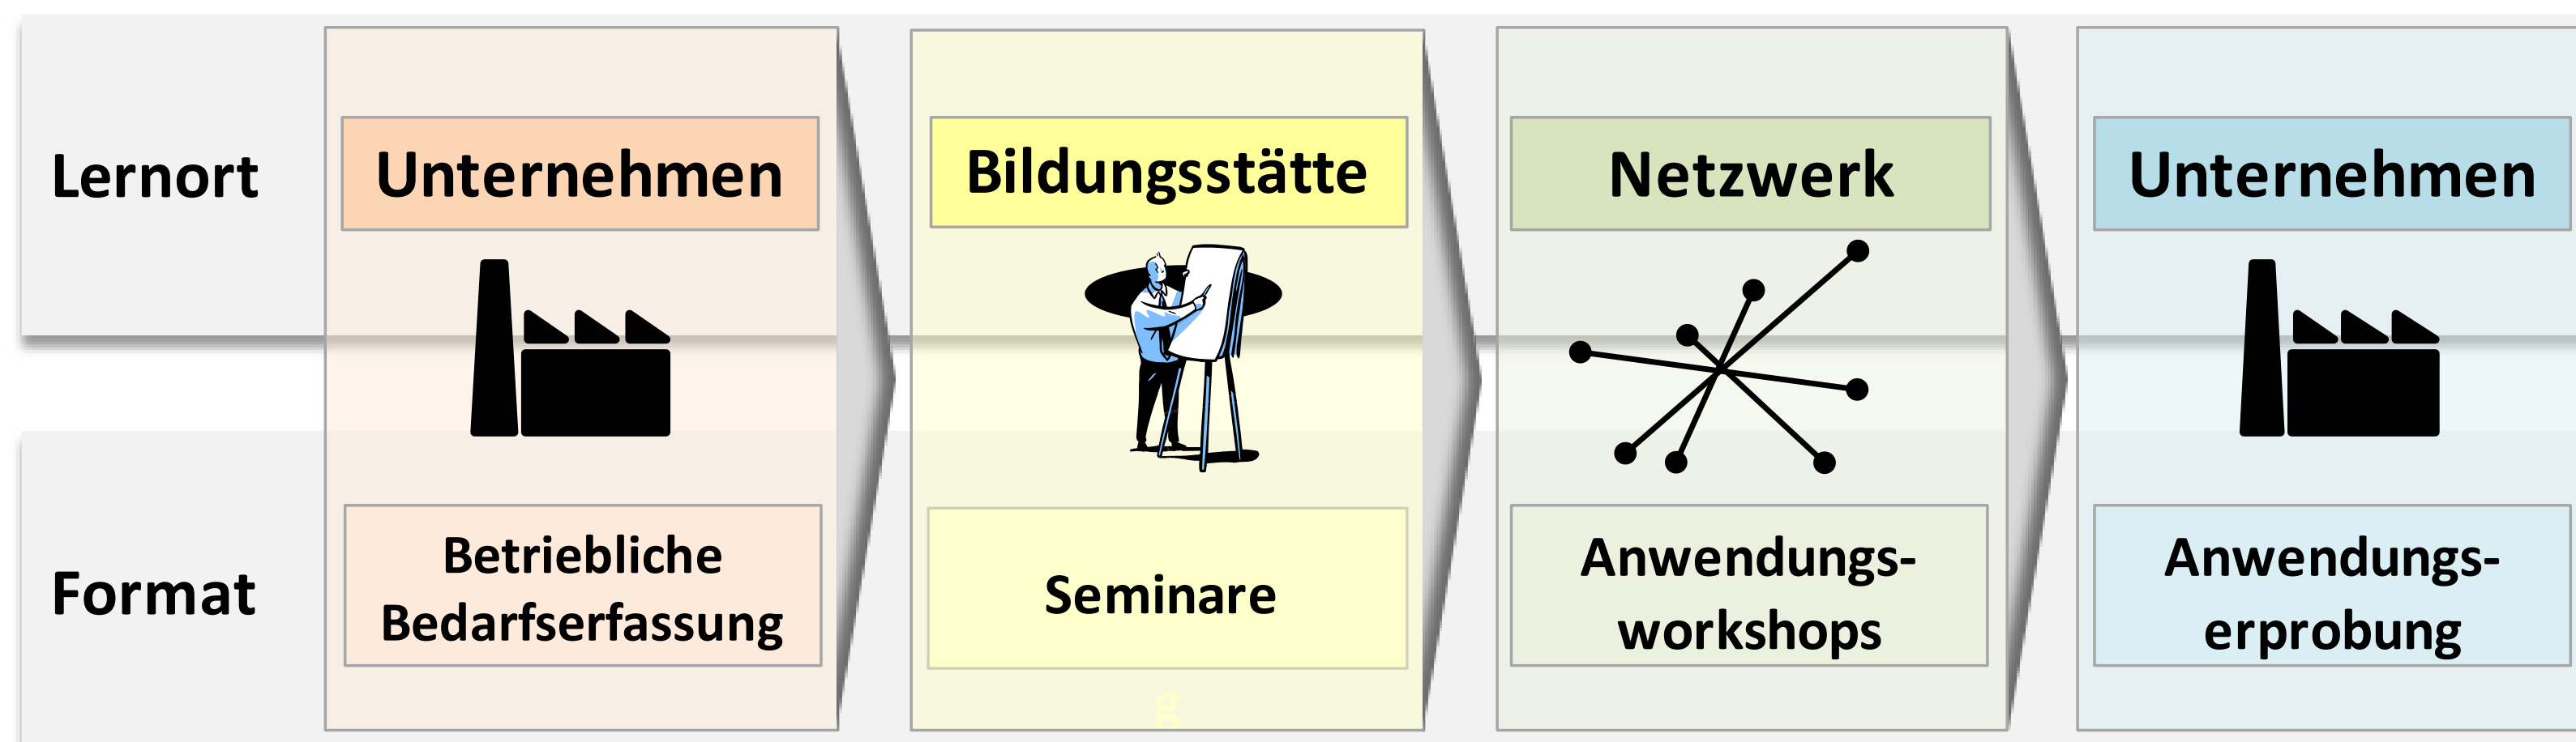 Lernort
Unternehmen
Bildungsstätte
Netzwerk
Unternehmen
Format
Betriebliche
Bedarfserfassung
Seminare
g
Anwendungs-
workshops
Anwendungs-
erprobung